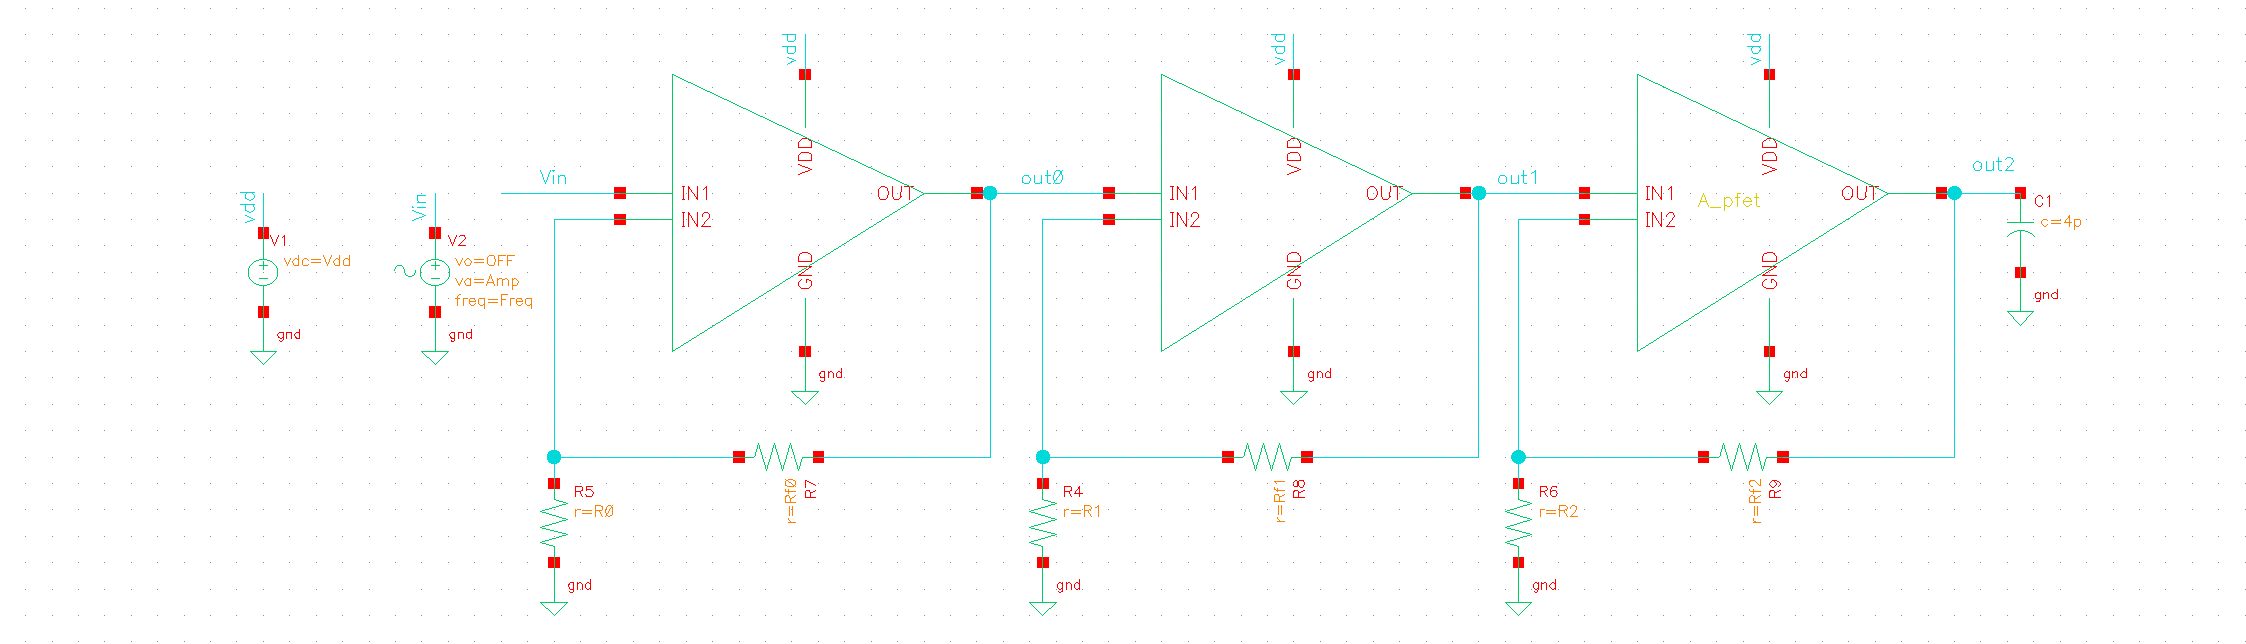 vdd
V1
vdc=Vdd
gnd
Vin
V2
vo=OFF
va=Amp
freq=Freq
gnd
Vin
vdd
VDD
IN1
IN2
OUT
GND
gnd
out0
R5
r=R0
gnd
r=Rf0
R7
vdd
VDD
IN1
IN2
OUT
GND
gnd
out1
R4
r=R1
gnd
r=Rf1
R8
vdd
VDD
IN1
IN2
A_pfet
OUT
GND
gnd
out2
R6
r=R2
gnd
r=Rf2
R9
C1
c=4p
gnd